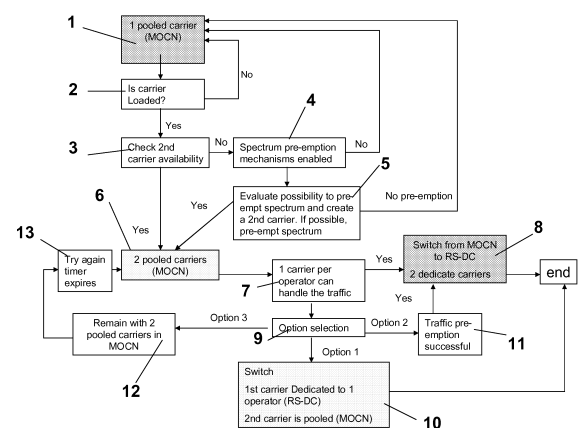 1
1 pooled carrier
(MOCN)
2
Is carrier
Loaded?
No
Yes
3
Check 2nd
carrier availability
No
4
Spectrum pre-emption
mechanisms enabled
No
5
Evaluate possibility to pre-
empt spectrum and create
a 2nd carrier. If possible,
pre-empt spectrum
No pre-emption
Yes
Yes
6
2 pooled carriers
(MOCN)
13
Try again
timer
expires
7
1 carrier per
operator can
handle the traffic
Yes
8
Switch from MOCN
to RS-DC
2 dedicate carriers
end
Yes
9
Option selection
Option 3
Option 2
Option 1
Remain with 2
pooled carriers in
MOCN
12
Traffic pre-
emption
successful
11
Switch
1st carrier Dedicated to 1
operator (RS-DC)
2nd carrier is pooled (MOCN)
10